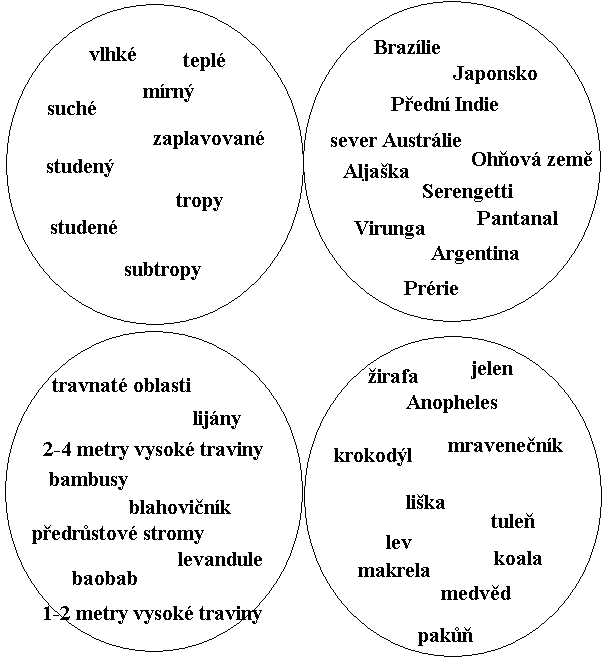 vlhké
teplé
mírný
suché
zaplavované
studený
tropy
studené
subtropy
Brazílie
Japonsko
Přední Indie
sever Austrálie
Ohňová země
Aljaška
Serengetti
Pantanal
Virunga
Argentina
Prérie
travnaté oblasti
lijány
2-4 metry vysoké traviny
bambusy
blahovičník
předrůstové stromy
levandule
baobab
1-2 metry vysoké traviny
žirafa
jelen
Anopheles
mravenečník
krokodýl
liška
tuleň
lev
koala
makrela
medvěd
pakůň